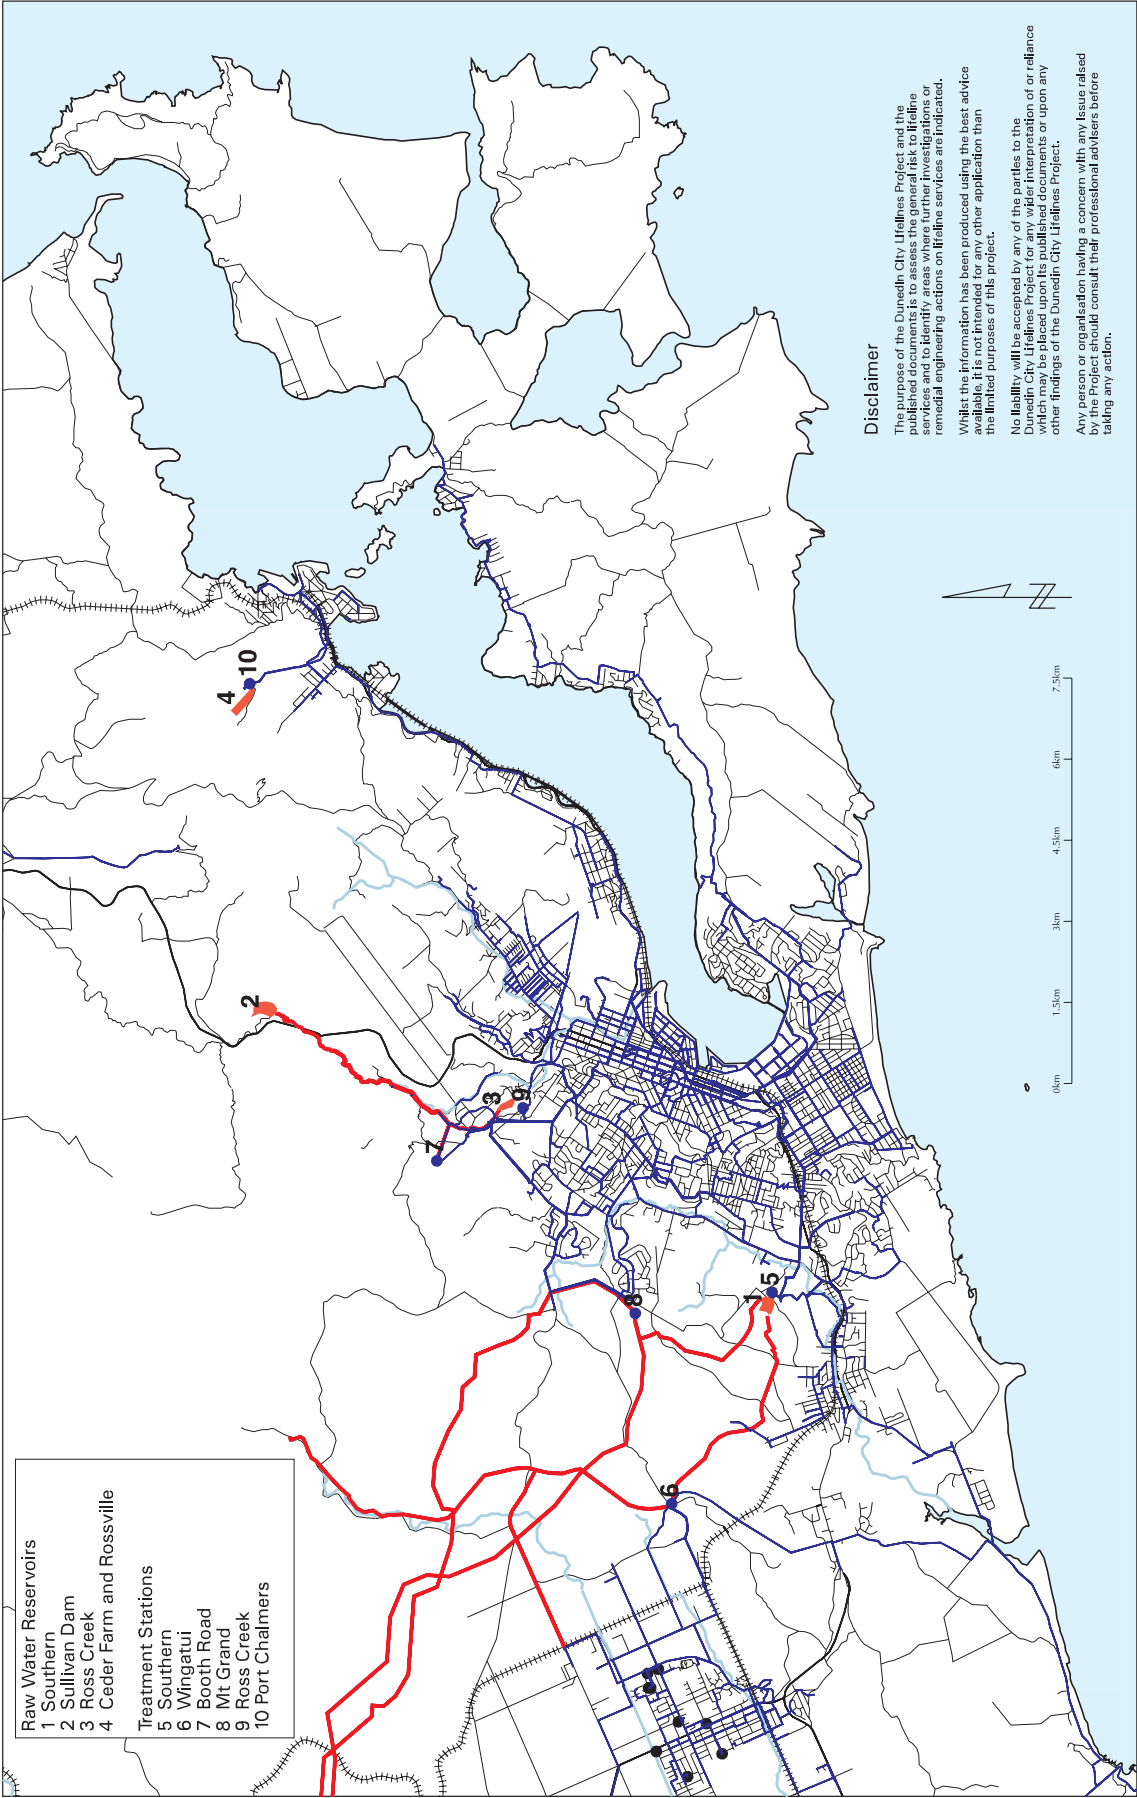 Raw Water Reservoirs
1 Southern
2 Sullivan Dam
3 Ross Creek
4 Ceder Farm and Rossville
Treatment Stations
5 Southern
6 Wingatui
7 Booth Road
8 Mt Grand
9 Ross Creek
10 Port Chalmers
4
10
2
3
9
7
8
1
5
6
0km
1.5km
3km
4.5km
6km
7.5km
N
Disclaimer
The purpose of the Dunedin City Lifelines Project and the
published documents is to assess the general risk to lifeline
services and to identify areas where further investigations or
remedial engineering actions on lifeline services are indicated.
Whilst the information has been produced using the best advice
available, it is not intended for any other application than
the limited purposes of this project.
No liability will be accepted by any of the parties to the
Dunedin City Lifelines Project for any wider interpretation of or reliance
which may be placed upon its published documents or upon any
other findings of the Dunedin City Lifelines Project.
Any person or organisation having a concern with any issue raised
by the Project should consult their professional advisers before
taking any action.